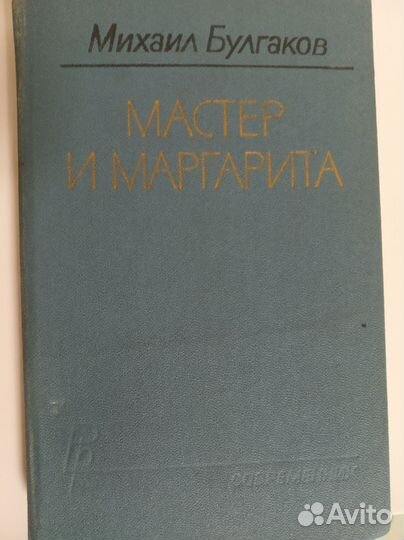 Михаил Булгаков
МАСТЕР
И МАРГАРИТА
СОВРЕМЕННИК
Avito